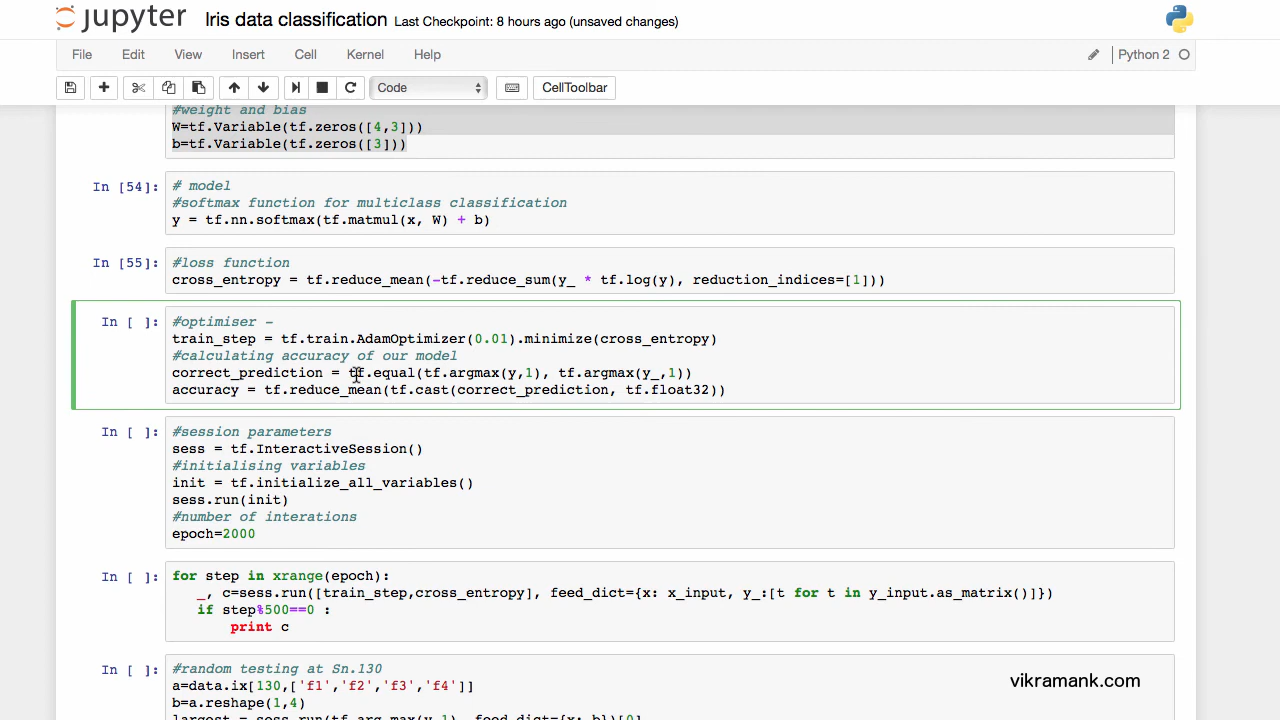 jupyter Iris data classification Last Checkpoint: 8 hours ago (unsaved changes)
File Edit View Insert Cell Kernel Help Python 2
Code CellToolbar
#weight and bias
W=tf.Variable(tf.zeros([4,3]))
b=tf.Variable(tf.zeros([3]))
In [54]: # model
#softmax function for multiclass classification
y = tf.nn.softmax(tf.matmul(x, W) + b)
In [55]: #loss function
cross_entropy = tf.reduce_mean(-tf.reduce_sum(y_ * tf.log(y), reduction_indices=[1]))
In [ ]: #optimiser -
train_step = tf.train.AdamOptimizer(0.01).minimize(cross_entropy)
#calculating accuracy of our model
correct_prediction = tf.equal(tf.argmax(y,1), tf.argmax(y_,1))
accuracy = tf.reduce_mean(tf.cast(correct_prediction, tf.float32))
In [ ]: #session parameters
sess = tf.InteractiveSession()
#initialising variables
init = tf.initialize_all_variables()
sess.run(init)
#number of interations
epoch=2000
In [ ]: for step in xrange(epoch):
_, c=sess.run([train_step,cross_entropy], feed_dict={x: x_input, y_:[t for t in y_input.as_matrix()]})
if step%500==0 :
print c
In [ ]: #random testing at Sn.130
a=data.ix[130,['f1','f2','f3','f4']]
b=a.reshape(1,4)
largest = sess.run(tf.arg_max(y,1), feed_dict={x: b})[0]
vikramank.com